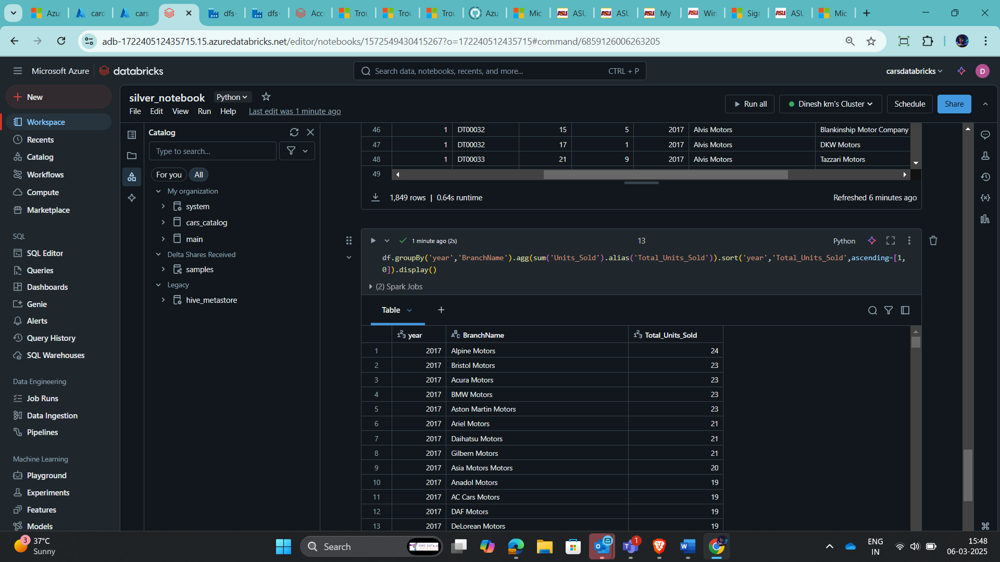 Azu
card
cars
dfs-
dfs-
Acc
Trou
Trou
Trou
Azu
Mic
ASU
ASU
My
Win
Sign
ASU
Mic
adb-172240512435715.15.azuredatabricks.net/editor/notebooks/1572549430415267?o=172240512435715#command/6859126006263205
Microsoft Azure
databricks
Search data, notebooks, recents, and more...
CTRL + P
carsdatabricks
D
New
Workspace
Recents
Catalog
Workflows
Compute
Marketplace
SQL
SQL Editor
Queries
Dashboards
Genie
Alerts
Query History
SQL Warehouses
Data Engineering
Job Runs
Data Ingestion
Pipelines
Machine Learning
Playground
Experiments
Features
Models
silver_notebook
Python
File Edit View Run Help Last edit was 1 minute ago
Run all
Dinesh km's Cluster
Schedule
Share
Catalog
Type to search...
For you
All
My organization
system
cars_catalog
main
Delta Shares Received
samples
Legacy
hive_metastore
46 1 DT00032 15 5 2017 Alvis Motors Blankinship Motor Company
47 1 DT00032 17 1 2017 Alvis Motors DKW Motors
48 1 DT00033 21 9 2017 Alvis Motors Tazzari Motors
49
1,849 rows | 0.64s runtime
Refreshed 6 minutes ago
1 minute ago (2s)
13
Python
df.groupBy('year','BranchName').agg(sum('Units_Sold').alias('Total_Units_Sold')).sort('year','Total_Units_Sold',ascending=[1,
0]).display()
(2) Spark Jobs
Table
+
year BranchName Total_Units_Sold
1 2017 Alpine Motors 24
2 2017 Bristol Motors 23
3 2017 Acura Motors 23
4 2017 BMW Motors 23
5 2017 Aston Martin Motors 23
6 2017 Ariel Motors 21
7 2017 Daihatsu Motors 21
8 2017 Gilbern Motors 21
9 2017 Asia Motors Motors 20
10 2017 Anadol Motors 19
11 2017 AC Cars Motors 19
12 2017 DAF Motors 19
13 2017 DeLorean Motors 19
3
37°C
Sunny
Search
1
ENG
IN
15:48
06-03-2025